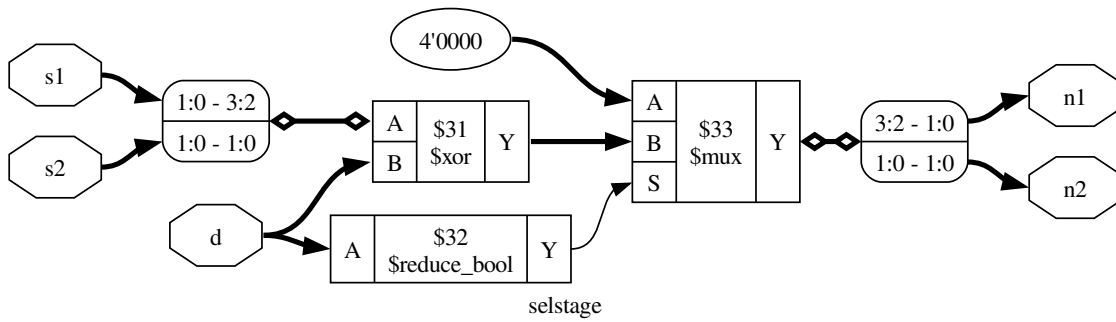 s1
s2
1:0 - 3:2
1:0 - 1:0
d
4'0000
A
B
$31
$xor
Y
A
$32
$reduce_bool
Y
A
B
S
$33
$mux
Y
3:2 - 1:0
1:0 - 1:0
n1
n2
selstage